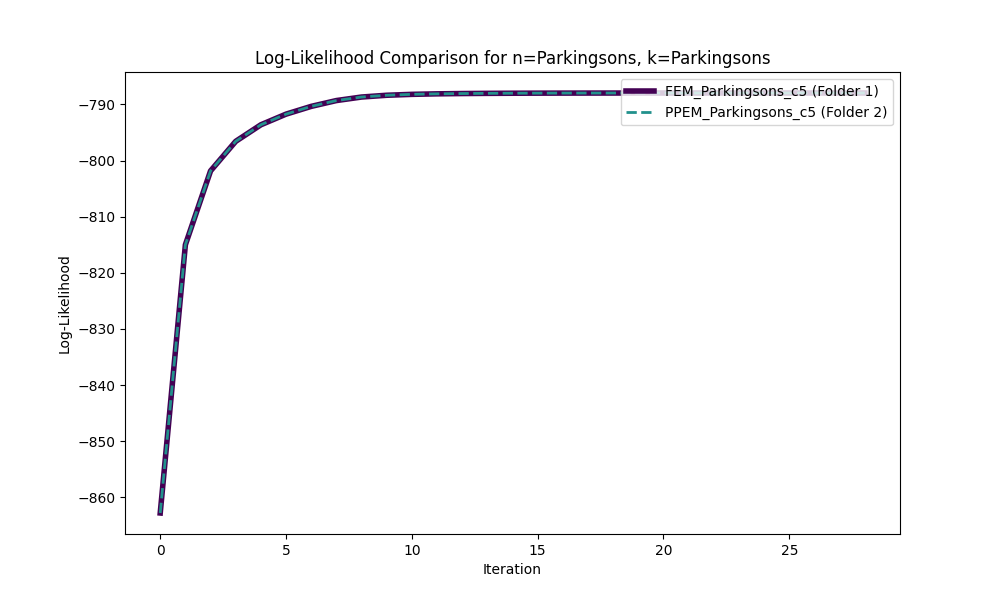 Log-Likelihood Comparison for n=Parkingsons, k=Parkingsons
FEM_Parkingsons_c5 (Folder 1)
PPEM_Parkingsons_c5 (Folder 2)
−790
−800
−810
−820
−830
−840
−850
−860
Log-Likelihood
0 5 10 15 20 25
Iteration